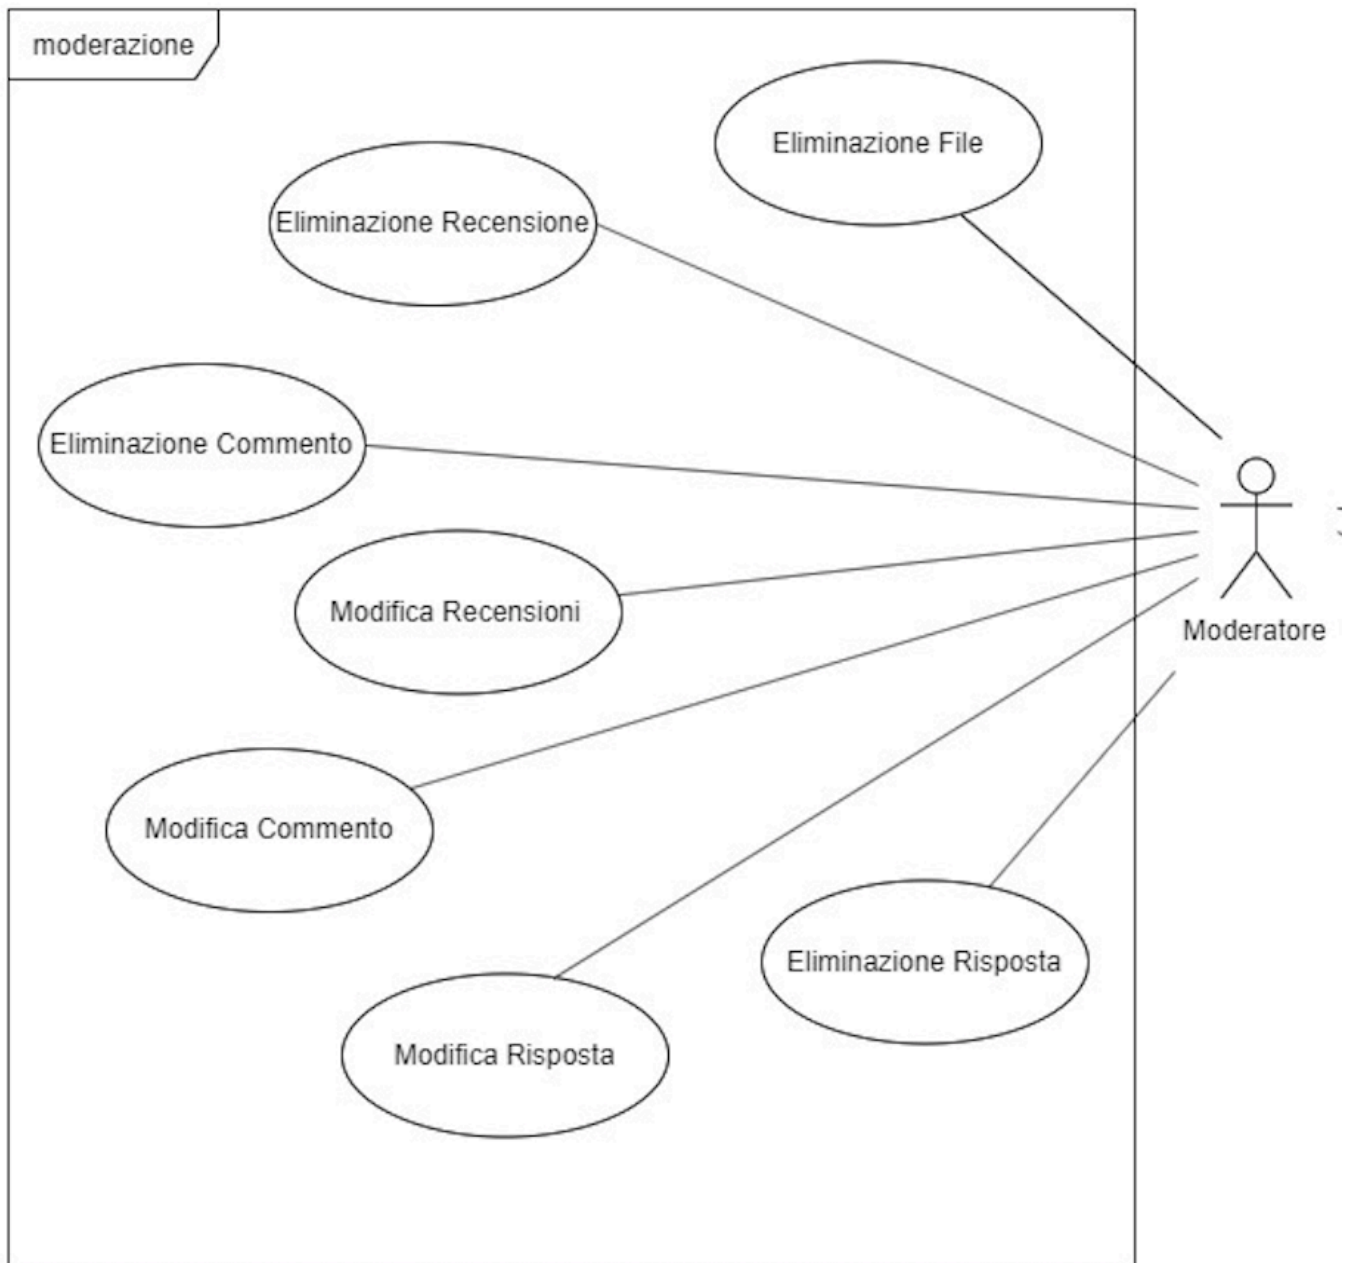 moderazione
Eliminazione File
Eliminazione Recensione
Eliminazione Commento
Modifica Recensioni
Moderatore
Modifica Commento
Eliminazione Risposta
Modifica Risposta